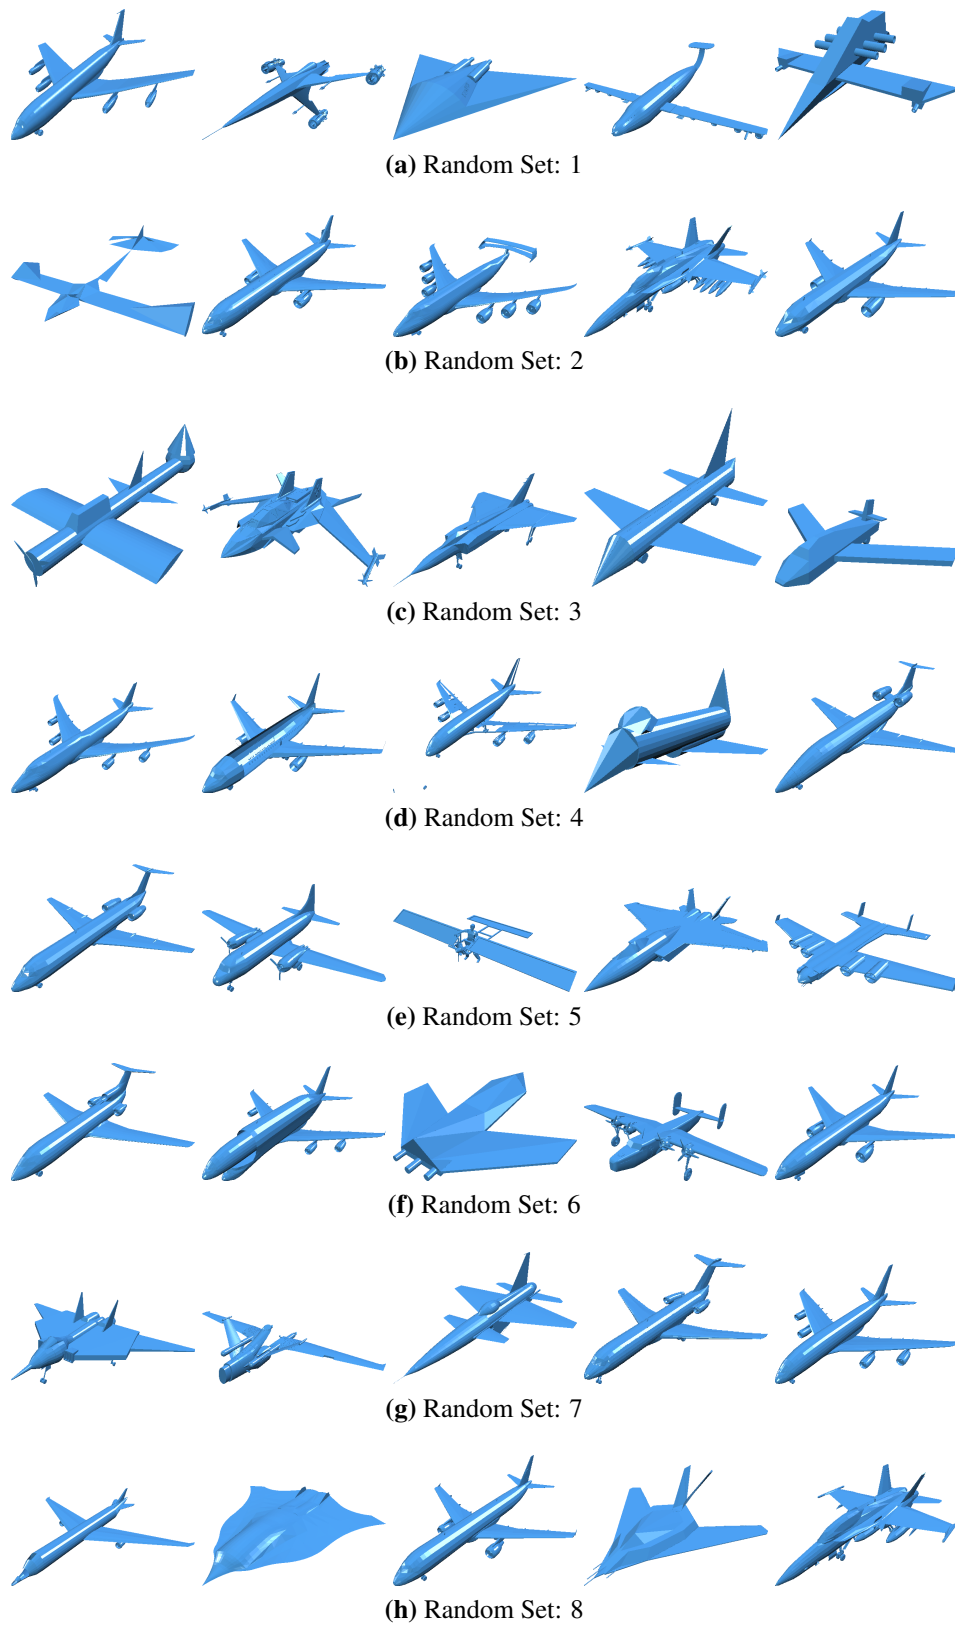 (a) Random Set: 1
(b) Random Set: 2
(c) Random Set: 3
(d) Random Set: 4
(e) Random Set: 5
(f) Random Set: 6
(g) Random Set: 7
(h) Random Set: 8